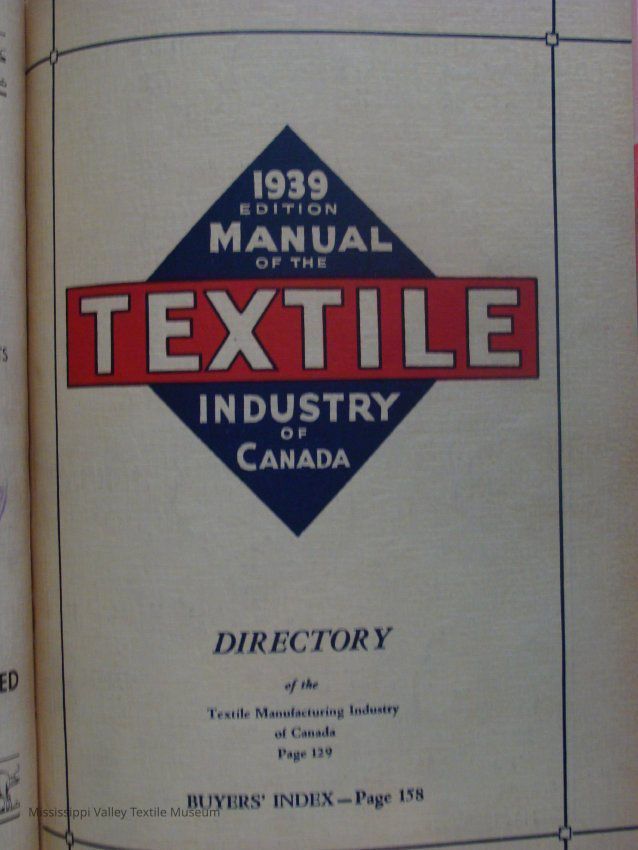 1939
EDITION
MANUAL
OF THE
TEXTILE
INDUSTRY
OF
CANADA
DIRECTORY
of the
Textile Manufacturing Industry
of Canada
Page 129
BUYERS' INDEX—Page 158
Mississippi Valley Textile Museum